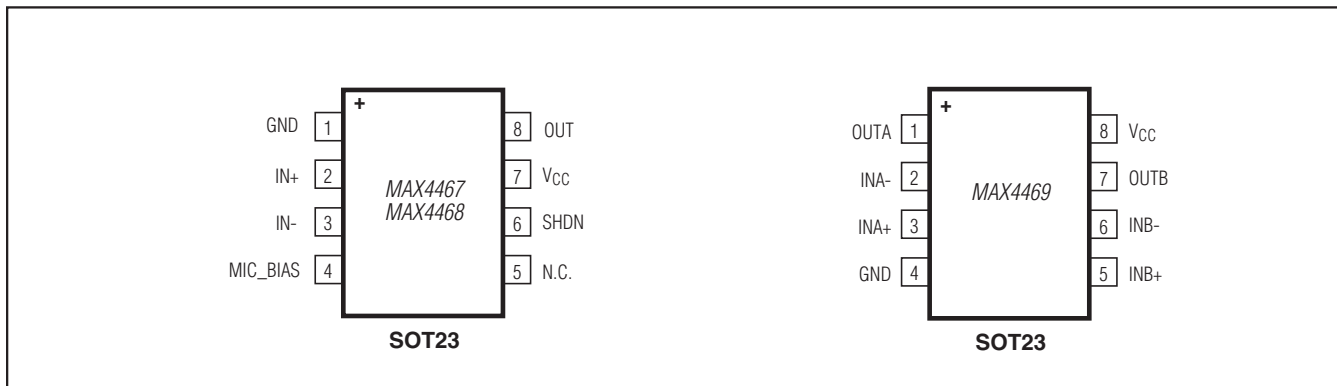 +
GND 1 8 OUT
IN+ 2 7 VCC
IN- 3 6 SHDN
MIC_BIAS 4 5 N.C.
MAX4467
MAX4468
SOT23
+
OUTA 1 8 VCC
INA- 2 7 OUTB
INA+ 3 6 INB-
GND 4 5 INB+
MAX4469
SOT23